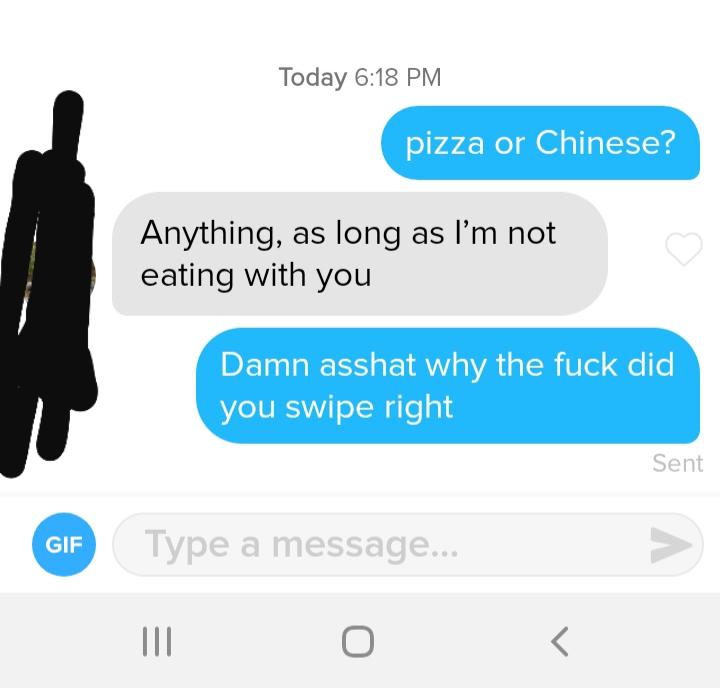 Today 6:18 PM
pizza or Chinese?
Anything, as long as I’m not
eating with you
Damn asshat why the fuck did
you swipe right
Sent
GIF
Type a message...